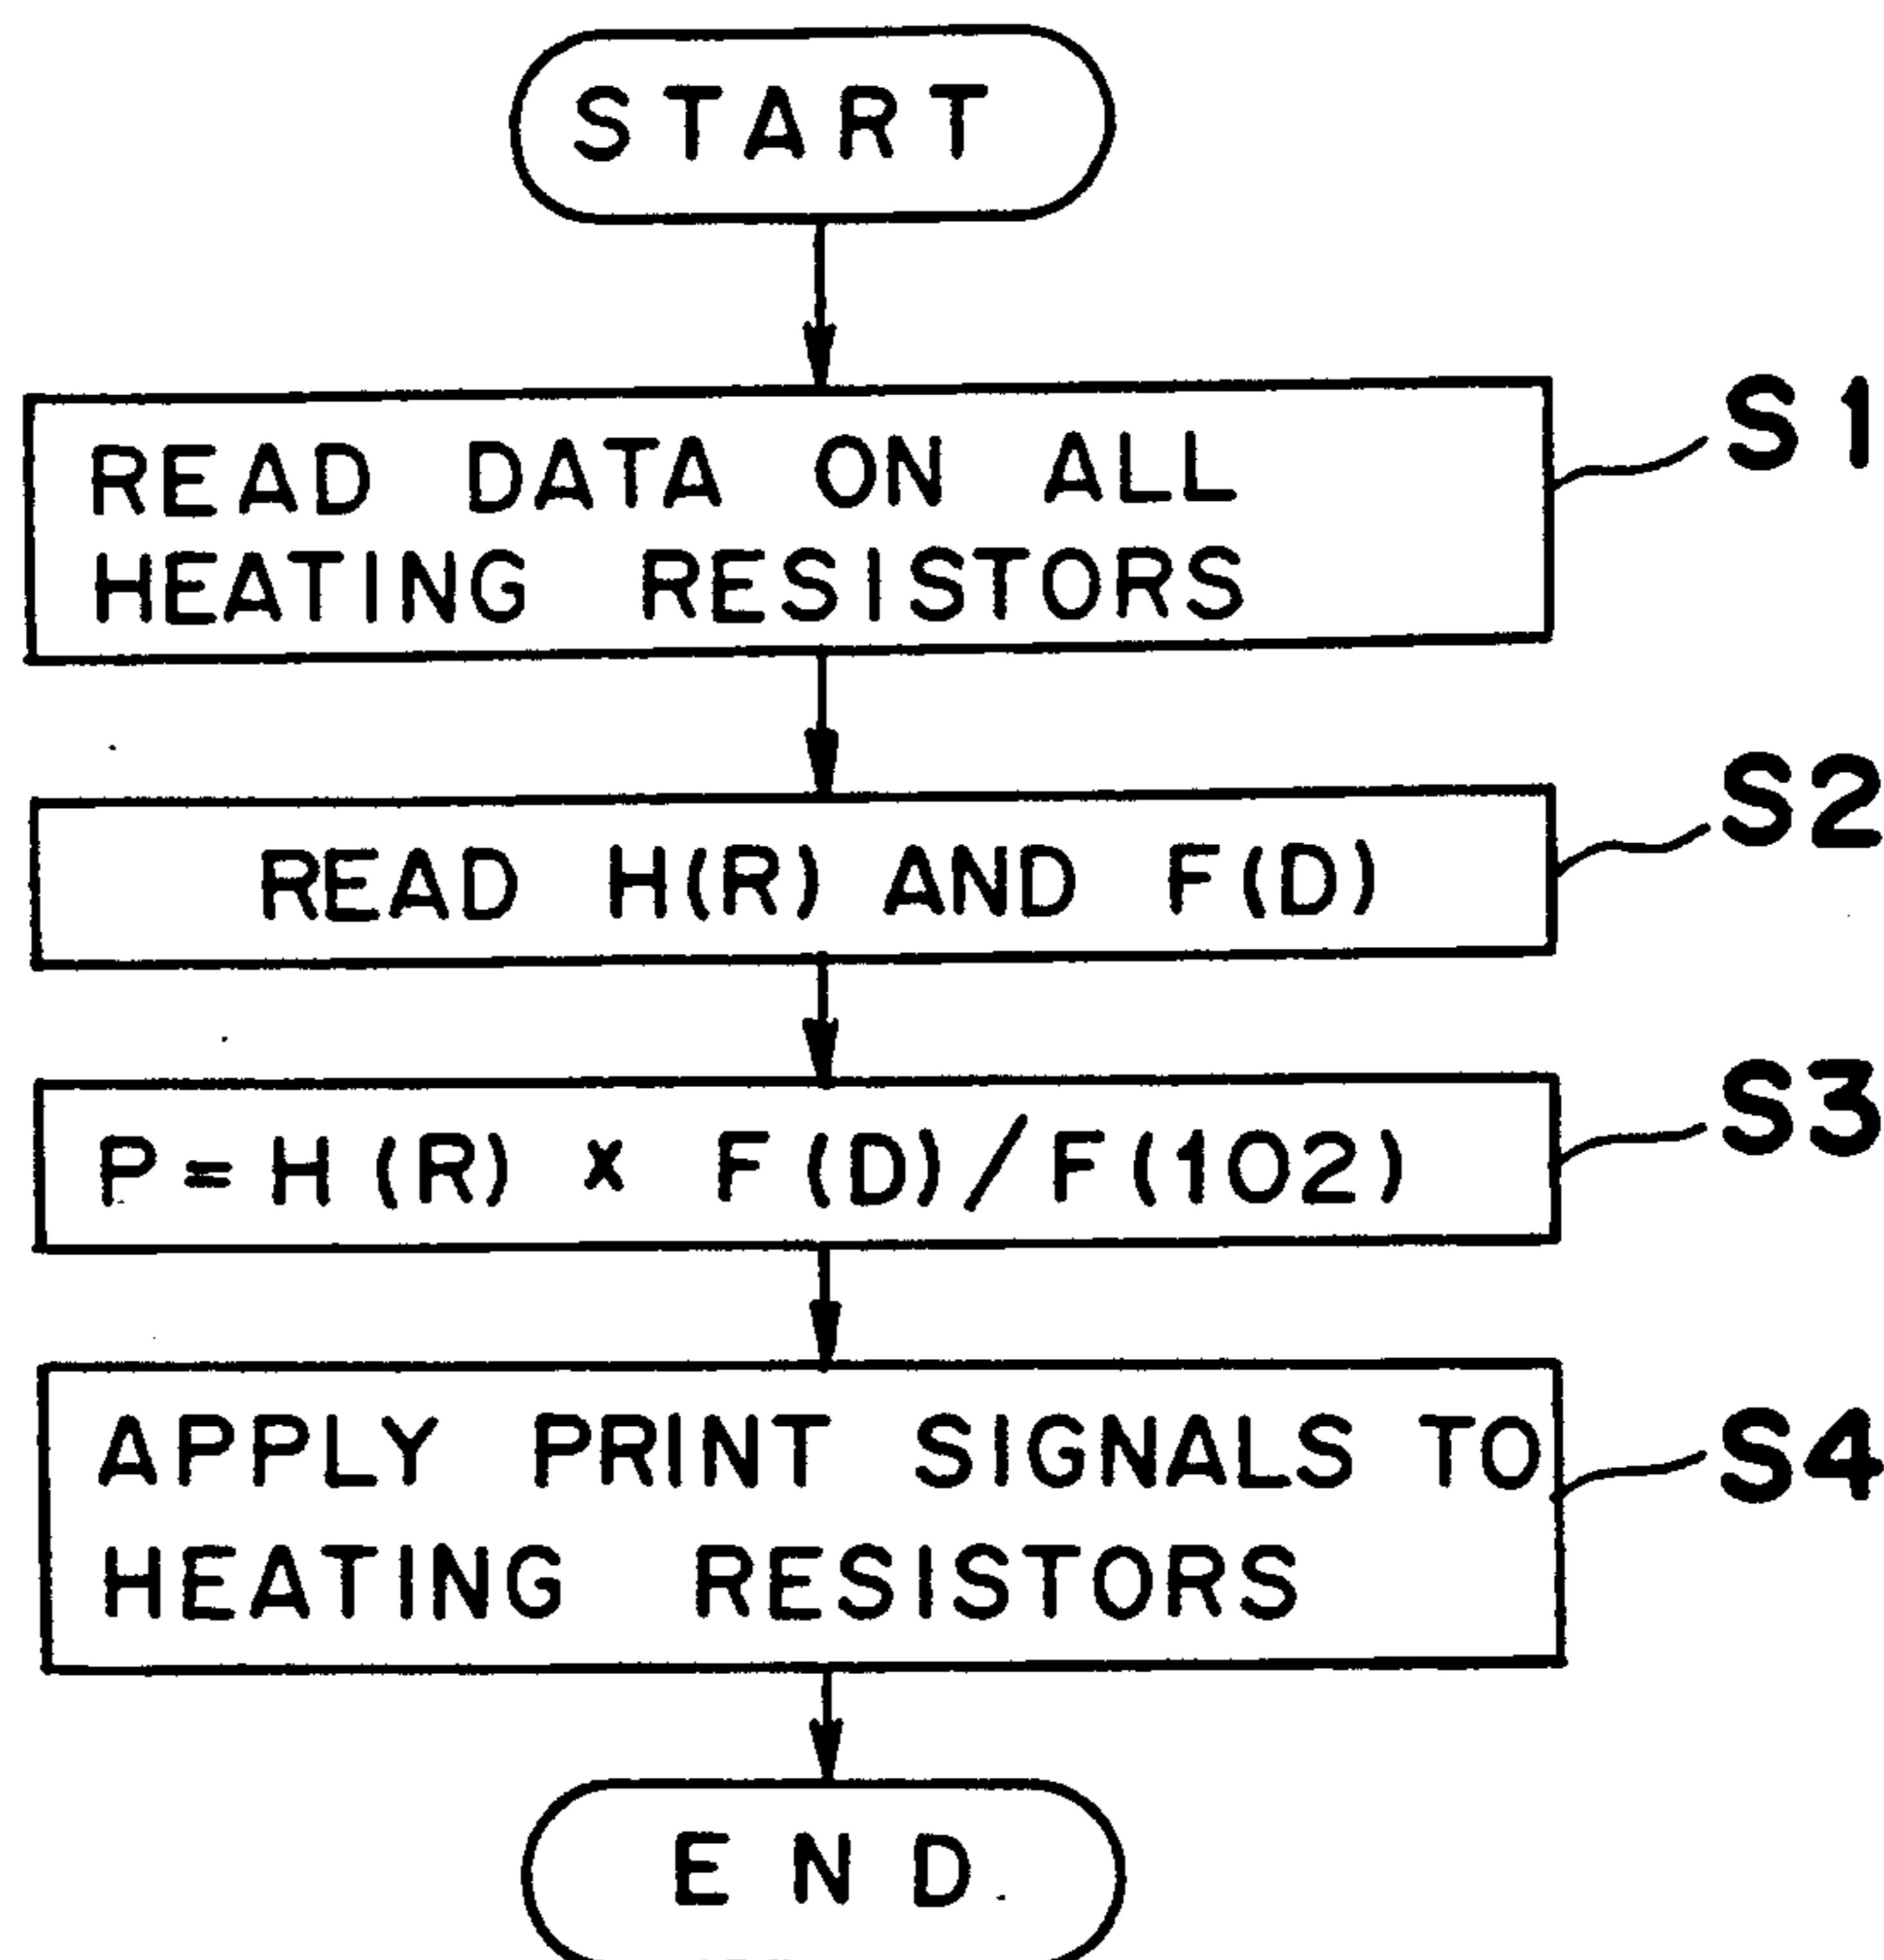 START
READ DATA ON ALL
HEATING RESISTORS
S1
READ H(R) AND F(D)
S2
P=H(R) x F(D)/F(102)
S3
APPLY PRINT SIGNALS TO
HEATING RESISTORS
S4
END